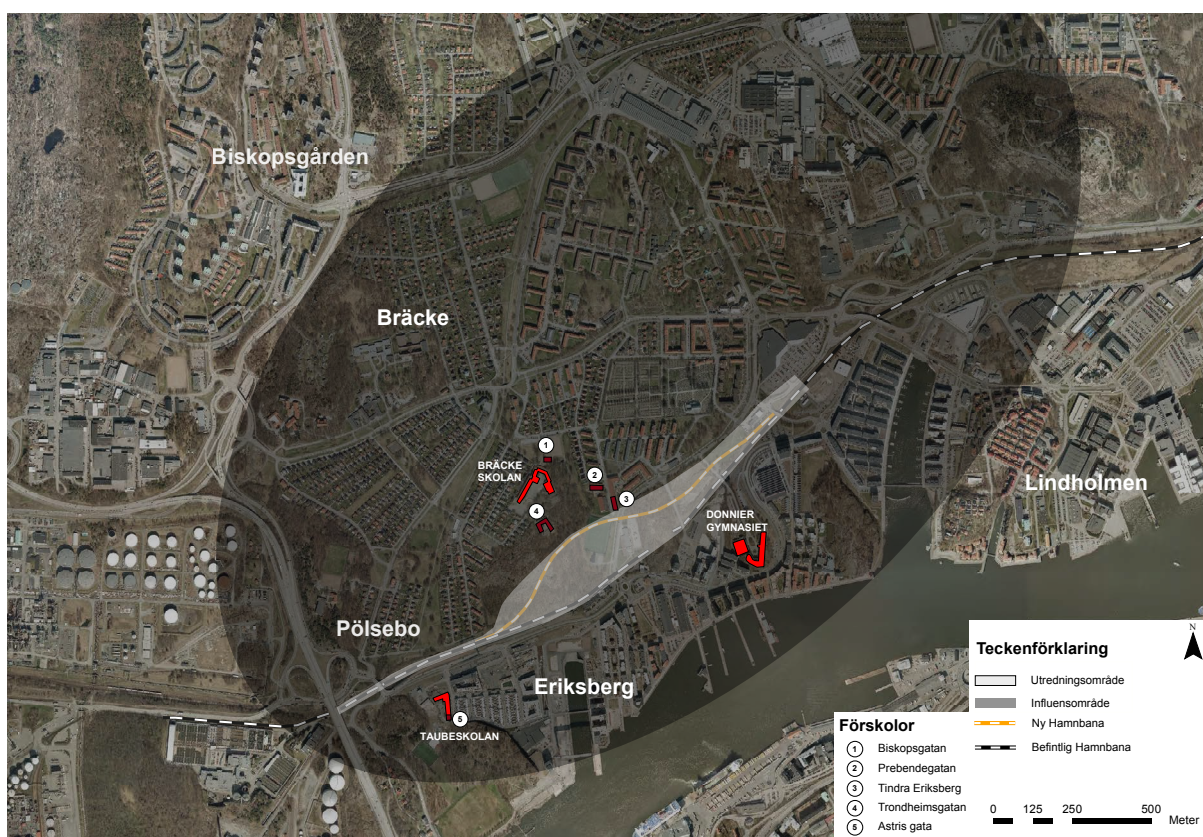 Biskopsgården
Bräcke
1
BRÄCKE
SKOLAN
2
3
4
DONNIER
GYMNASIET
Lindholmen
Pölsebo
Eriksberg
5
TAUBESKOLAN
N
Teckenförklaring
Utredningsområde
Influensområde
Ny Hamnbana
Befintlig Hamnbana
Förskolor
1 Biskopsgatan
2 Prebendegatan
3 Tindra Eriksberg
4 Trondheimsgatan
5 Astris gata
0 125 250 500
Meter